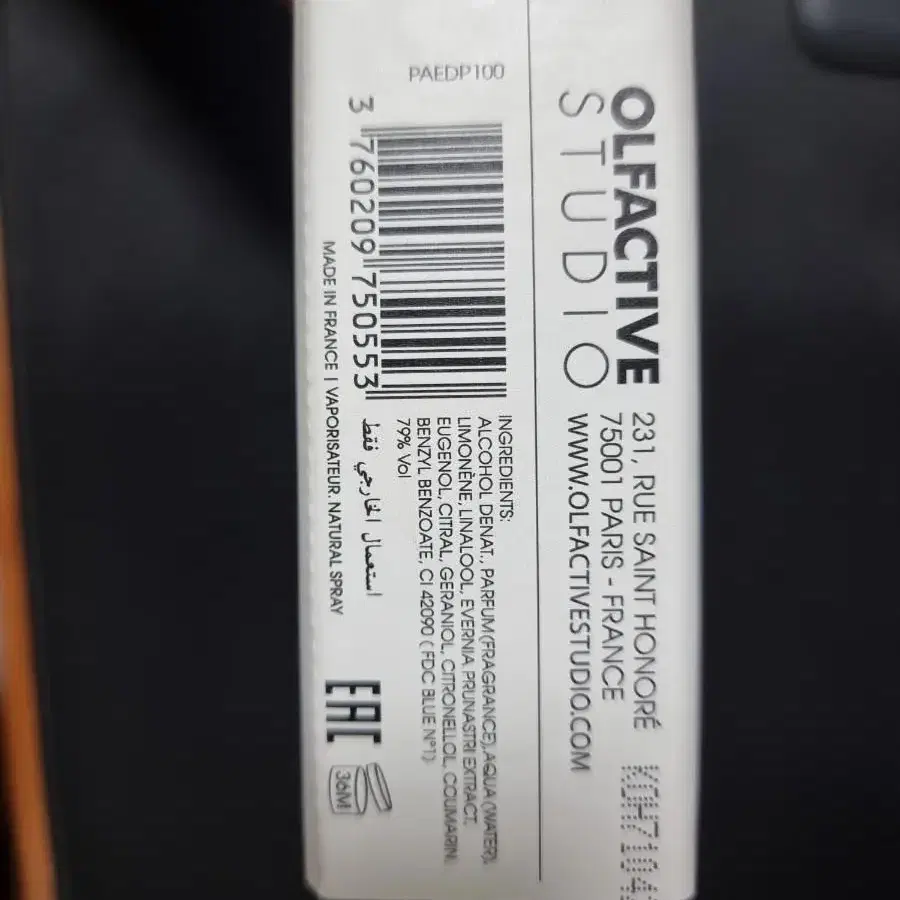 OLFACTIVE
STUDIO
231, RUE SAINT HONORÉ
75001 PARIS - FRANCE
WWW.OLFACTIVESTUDIO.COM
PAEDP100
3 760209 750553
INGREDIENTS:
ALCOHOL DENAT., PARFUM (FRAGRANCE), AQUA (WATER),
LIMONÈNE, LINALOOL, EVERNIA PRUNASTRI EXTRACT,
EUGENOL, CITRAL, GERANIOL, CITRONELLOL, COUMARIN,
BENZYL BENZOATE, CI 42090 ( FDC BLUE N°1)
79% Vol
استعمال الخارجي فقط
MADE IN FRANCE | VAPORISATEUR. NATURAL SPRAY
EAC
36M